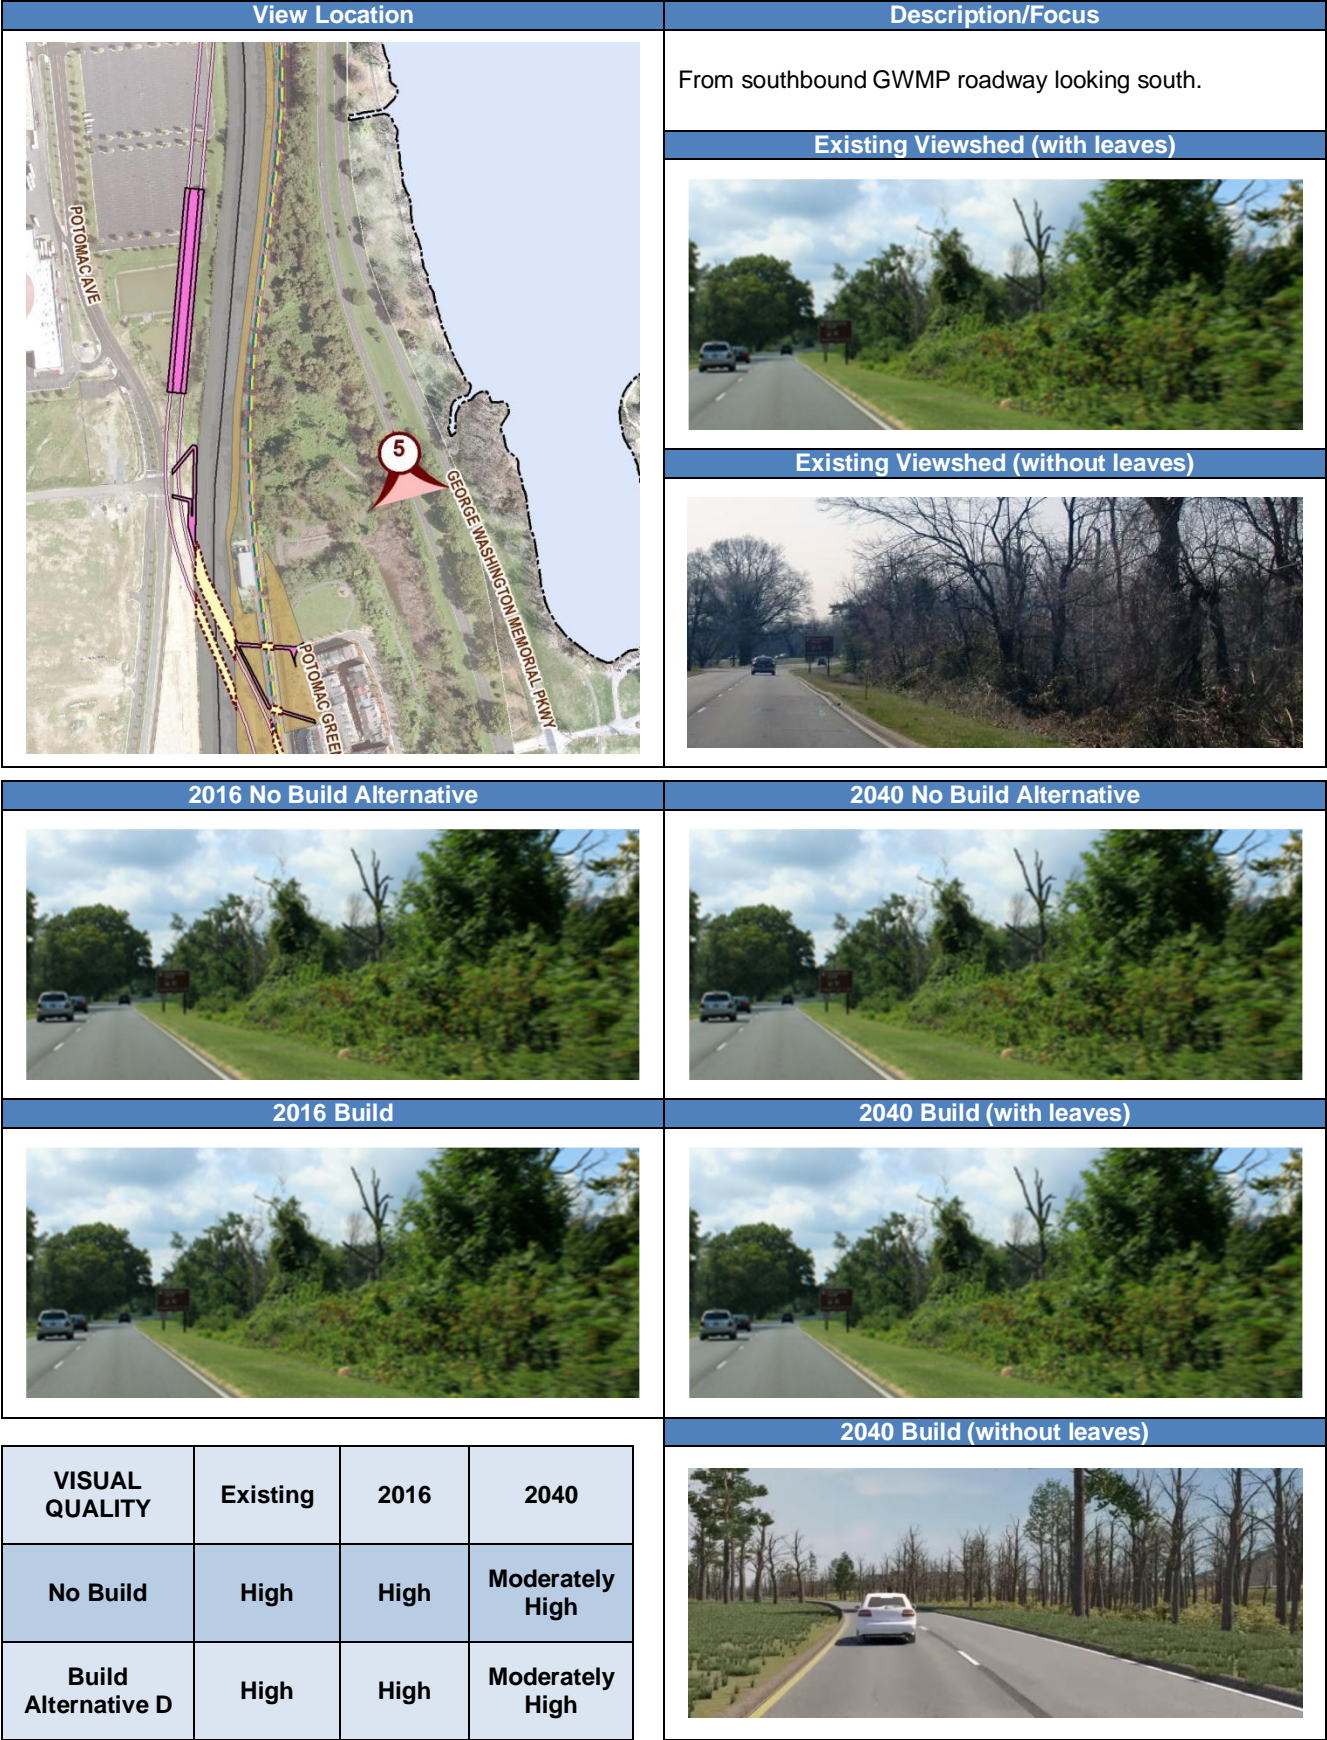 View Location
Description/Focus
POTOMAC AVE
5
GEORGE WASHINGTON MEMORIAL PKWY
POTOMAC GREEN
From southbound GWMP roadway looking south.
Existing Viewshed (with leaves)
Existing Viewshed (without leaves)
2016 No Build Alternative
2040 No Build Alternative
2016 Build
2040 Build (with leaves)
2040 Build (without leaves)
VISUAL
QUALITY
Existing
2016
2040
No Build
High
High
Moderately
High
Build
Alternative D
High
High
Moderately
High